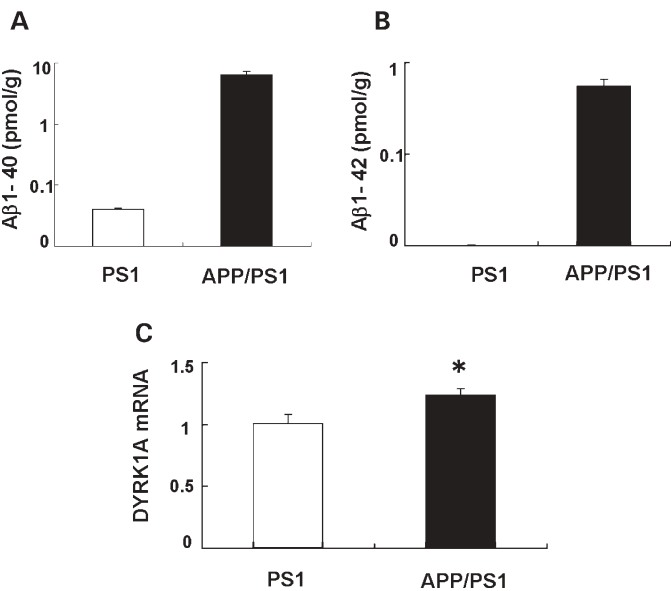 A
Aβ1- 40 (pmol/g)
10
1
0.1
0
PS1
APP/PS1
B
Aβ1- 42 (pmol/g)
1
0.1
0
PS1
APP/PS1
C
DYRK1A mRNA
1.5
1
0.5
0
*
PS1
APP/PS1